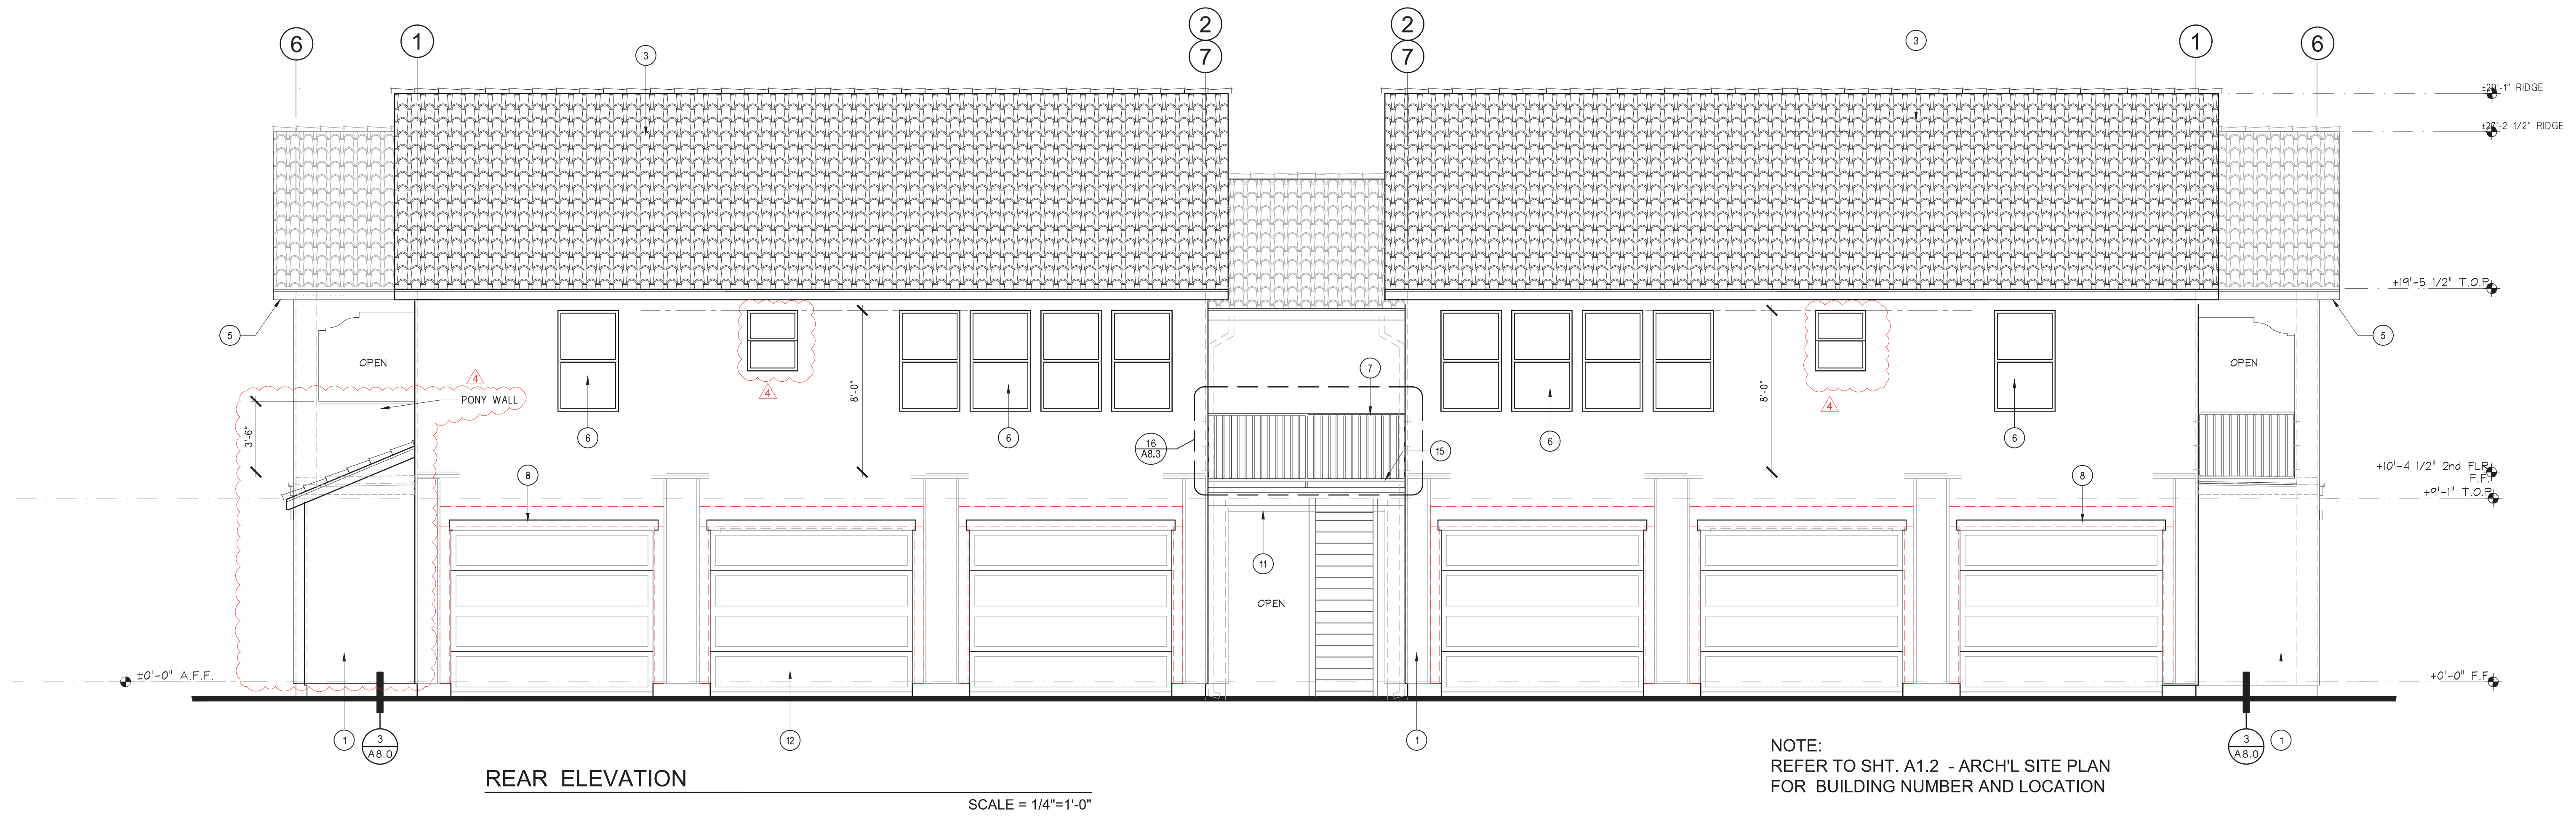 6
1
3
2
7
2
7
3
1
6
±29'-1" RIDGE
±27'-2 1/2" RIDGE
+19'-5 1/2" T.O.P.
5
5
OPEN
OPEN
4
PONY WALL
4
4
3'-6"
8'-0"
8'-0"
6
6
6
6
7
16
A8.3
15
8
8
+10'-4 1/2" 2nd FLR.
F.F.
+9'-1" T.O.P.
11
OPEN
±0'-0" A.F.F.
+0'-0" F.F.
1
3
A8.0
12
1
3
A8.0
1
REAR ELEVATION
SCALE = 1/4"=1'-0"
NOTE:
REFER TO SHT. A1.2 - ARCH'L SITE PLAN
FOR BUILDING NUMBER AND LOCATION